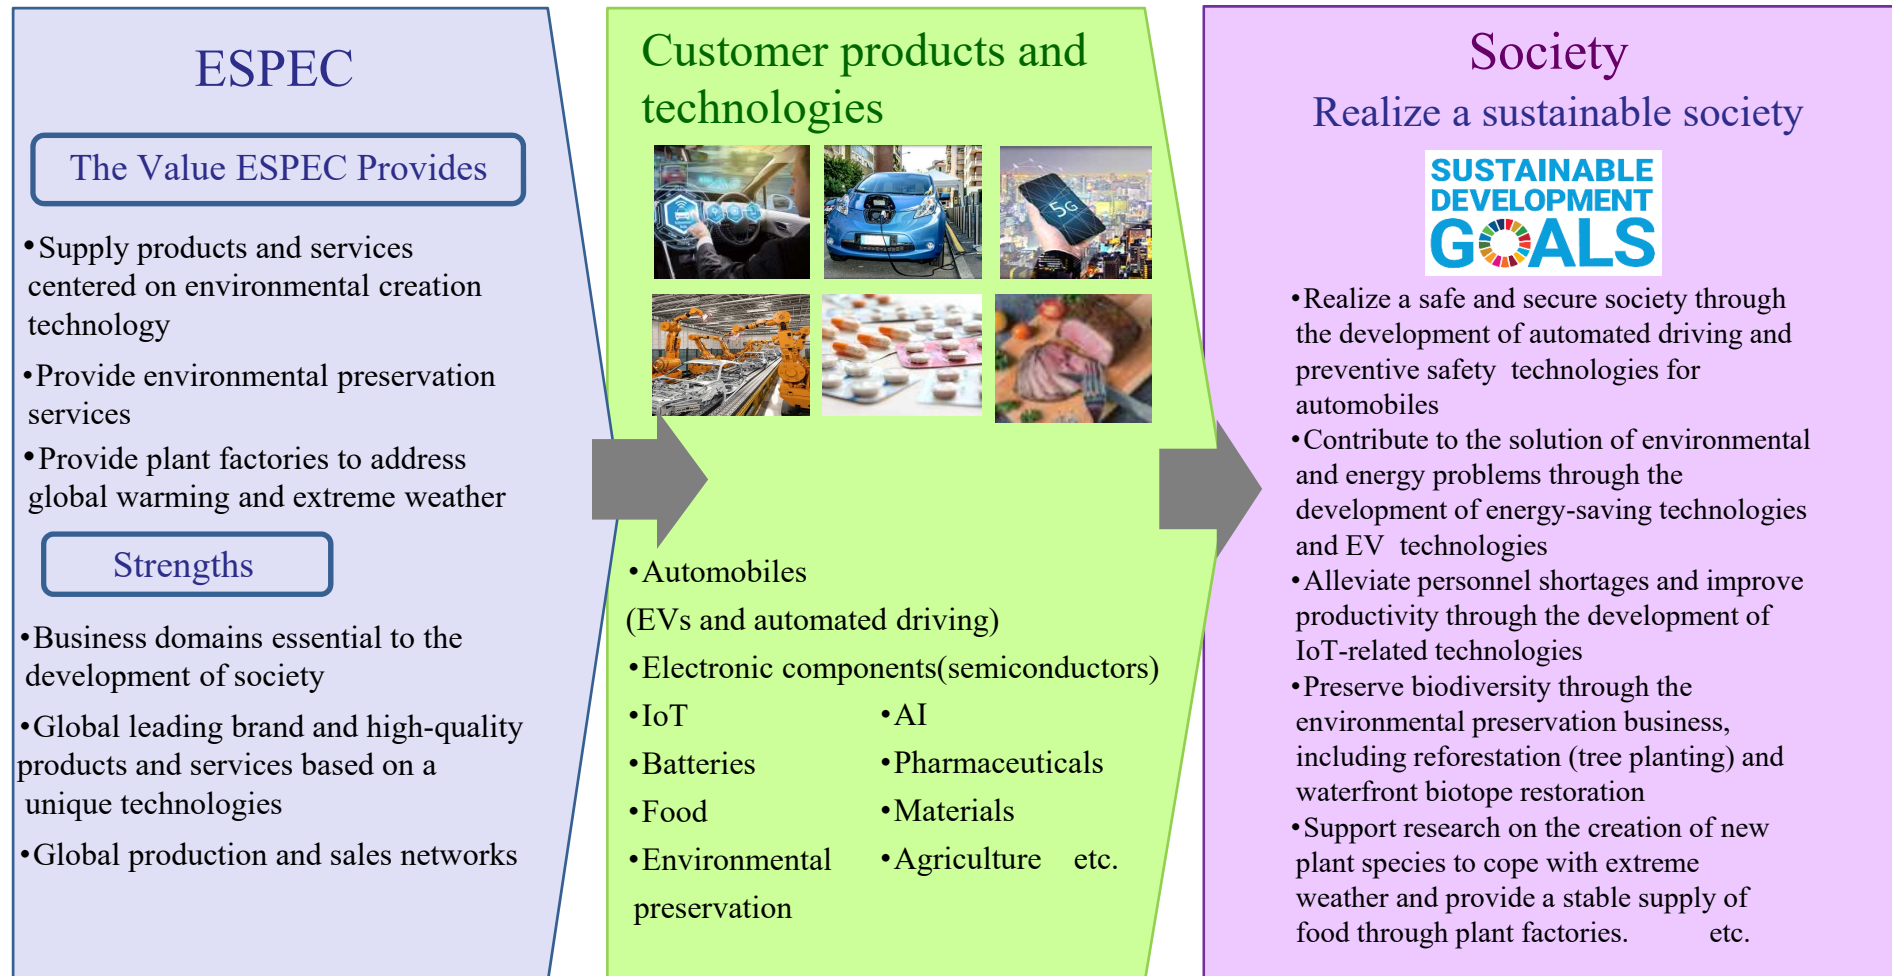 ESPEC
The Value ESPEC Provides
•Supply products and services
centered on environmental creation
technology
•Provide environmental preservation
services
•Provide plant factories to address
global warming and extreme weather
Strengths
•Business domains essential to the
development of society
•Global leading brand and high-quality
products and services based on a
unique technologies
•Global production and sales networks
Customer products and
technologies
5G
•Automobiles
(EVs and automated driving)
•Electronic components(semiconductors)
•IoT •AI
•Batteries •Pharmaceuticals
•Food •Materials
•Environmental •Agriculture etc.
preservation
Society
Realize a sustainable society
SUSTAINABLE
DEVELOPMENT
GOALS
•Realize a safe and secure society through
the development of automated driving and
preventive safety technologies for
automobiles
•Contribute to the solution of environmental
and energy problems through the
development of energy-saving technologies
and EV technologies
•Alleviate personnel shortages and improve
productivity through the development of
IoT-related technologies
•Preserve biodiversity through the
environmental preservation business,
including reforestation (tree planting) and
waterfront biotope restoration
•Support research on the creation of new
plant species to cope with extreme
weather and provide a stable supply of
food through plant factories. etc.